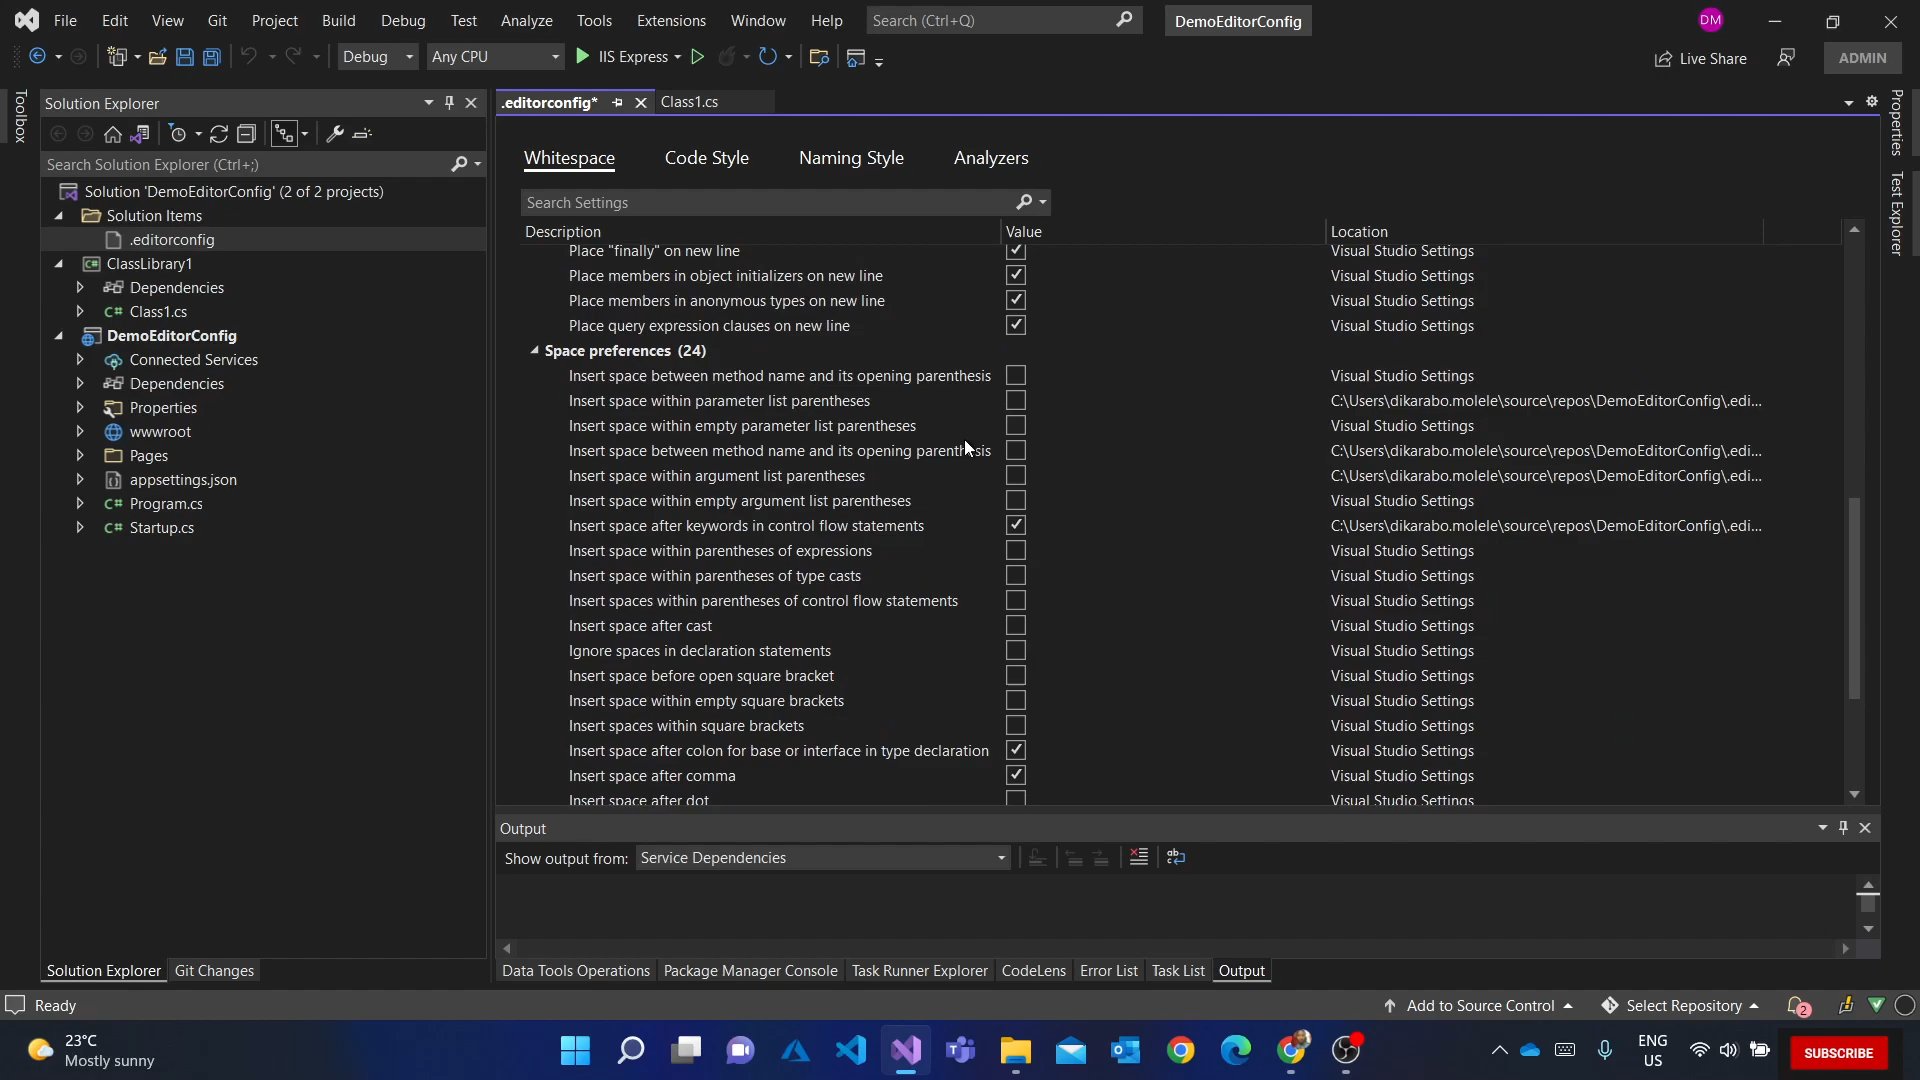 File Edit View Git Project Build Debug Test Analyze Tools Extensions Window Help Search (Ctrl+Q) DemoEditorConfig DM
Debug Any CPU IIS Express Live Share ADMIN
Toolbox
Solution Explorer
Search Solution Explorer (Ctrl+;)
Solution 'DemoEditorConfig' (2 of 2 projects)
Solution Items
.editorconfig
ClassLibrary1
Dependencies
C# Class1.cs
DemoEditorConfig
Connected Services
Dependencies
Properties
wwwroot
Pages
appsettings.json
C# Program.cs
C# Startup.cs
.editorconfig* Class1.cs
Whitespace Code Style Naming Style Analyzers
Search Settings
Description Value Location
Place "finally" on new line Visual Studio Settings
Place members in object initializers on new line Visual Studio Settings
Place members in anonymous types on new line Visual Studio Settings
Place query expression clauses on new line Visual Studio Settings
Space preferences (24)
Insert space between method name and its opening parenthesis Visual Studio Settings
Insert space within parameter list parentheses C:\Users\dikarabo.molele\source\repos\DemoEditorConfig\.edi...
Insert space within empty parameter list parentheses Visual Studio Settings
Insert space between method name and its opening parenthesis C:\Users\dikarabo.molele\source\repos\DemoEditorConfig\.edi...
Insert space within argument list parentheses C:\Users\dikarabo.molele\source\repos\DemoEditorConfig\.edi...
Insert space within empty argument list parentheses Visual Studio Settings
Insert space after keywords in control flow statements C:\Users\dikarabo.molele\source\repos\DemoEditorConfig\.edi...
Insert space within parentheses of expressions Visual Studio Settings
Insert space within parentheses of type casts Visual Studio Settings
Insert spaces within parentheses of control flow statements Visual Studio Settings
Insert space after cast Visual Studio Settings
Ignore spaces in declaration statements Visual Studio Settings
Insert space before open square bracket Visual Studio Settings
Insert space within empty square brackets Visual Studio Settings
Insert spaces within square brackets Visual Studio Settings
Insert space after colon for base or interface in type declaration Visual Studio Settings
Insert space after comma Visual Studio Settings
Insert space after dot Visual Studio Settings
Properties
Test Explorer
Output
Show output from: Service Dependencies
Solution Explorer Git Changes
Data Tools Operations Package Manager Console Task Runner Explorer CodeLens Error List Task List Output
Ready Add to Source Control Select Repository 2
23°C
Mostly sunny
ENG
US
SUBSCRIBE